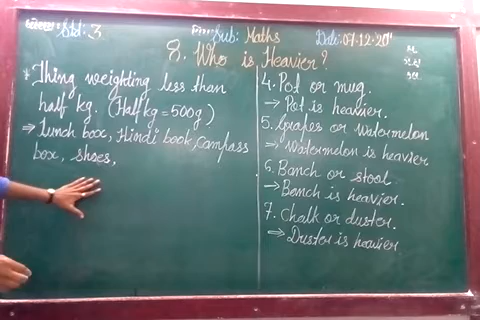 Std: 3
Sub: Maths
Date: 07-12-20
8. Who is Heavier?
* Thing weighting less than
half kg. (Half kg = 500g)
⇒ Lunch box, Hindi book, campass
box, shoes,
4. Pot or mug.
→ Pot is heavier.
5. Grapes or watermelon
⇒ Watermelon is heavier
6. Banch or stool
→ Bench is heavier.
7. Chalk or duster.
⇒ Duster is heavier